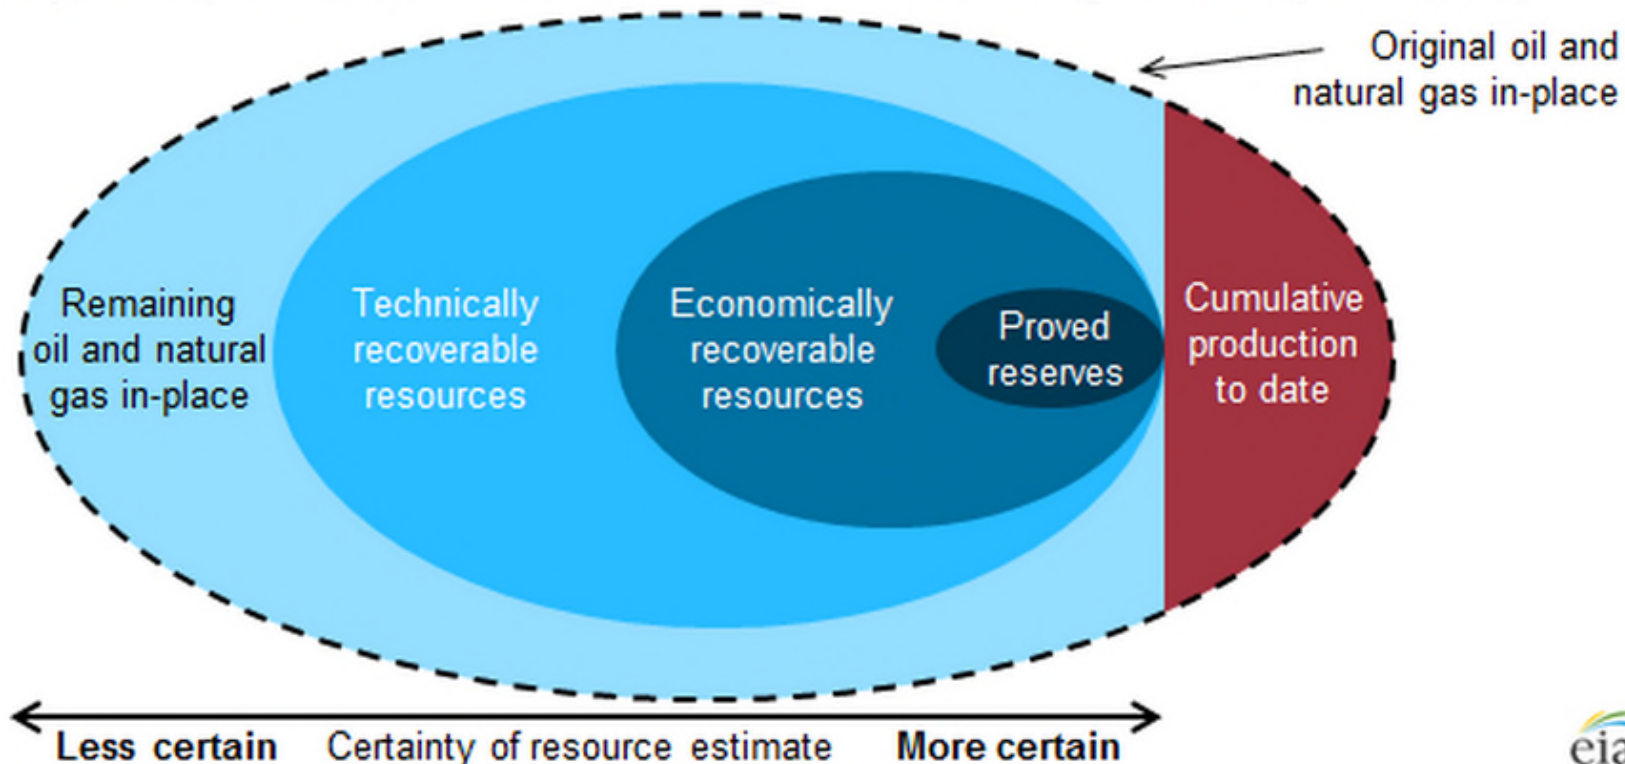 Original oil and
natural gas in-place
Remaining
oil and natural
gas in-place
Technically
recoverable
resources
Economically
recoverable
resources
Proved
reserves
Cumulative
production
to date
Less certain
Certainty of resource estimate
More certain
eia